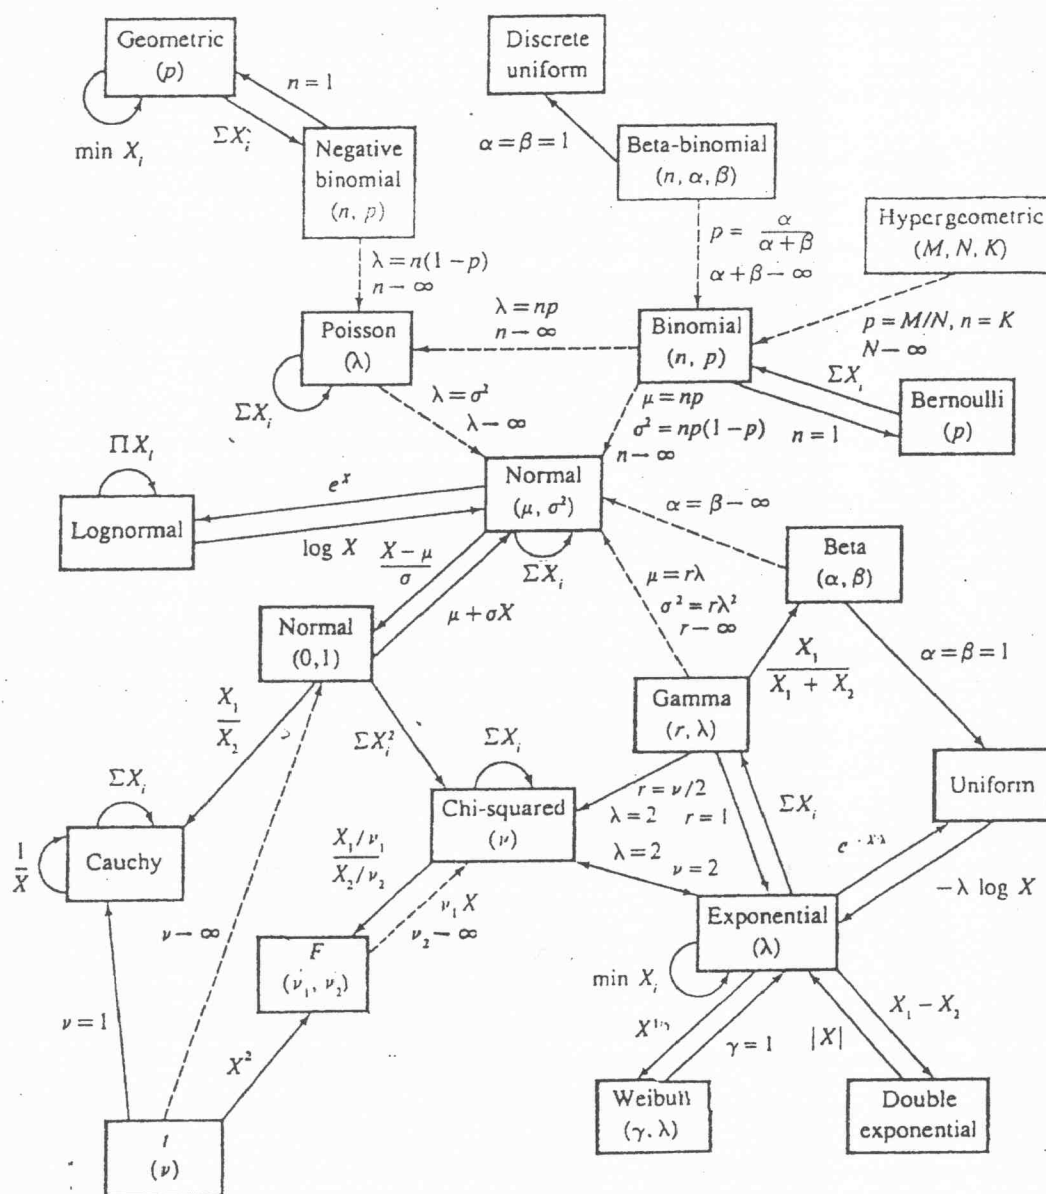 Geometric
(p)
n = 1
min X_i
ΣX_i
Negative
binomial
(n, p)
Discrete
uniform
α = β = 1
Beta-binomial
(n, α, β)
p = α / α + β
α + β → ∞
Hypergeometric
(M, N, K)
λ = n(1 − p)
n → ∞
Poisson
(λ)
λ = np
n → ∞
Binomial
(n, p)
p = M/N, n = K
N → ∞
ΣX_i
Bernoulli
(p)
n = 1
ΣX_i
λ = σ²
λ → ∞
μ = np
σ² = np(1 − p)
n → ∞
ΠX_i
Lognormal
e^X
log X
Normal
(μ, σ²)
ΣX_i
α = β → ∞
Beta
(α, β)
X − μ / σ
μ + σX
μ = rλ
σ² = rλ²
r → ∞
Normal
(0,1)
X_1 / X_1 + X_2
α = β = 1
Gamma
(r, λ)
X_1 / X_2
ΣX_i²
ΣX_i
ΣX_i
Cauchy
1 / X
Chi-squared
(ν)
r = ν/2
λ = 2
r = 1
ΣX_i
Uniform
λ = 2
ν = 2
−λ log X
X_1/ν_1 / X_2/ν_2
ν_1 X
ν_2 → ∞
ν → ∞
F
(ν_1, ν_2)
Exponential
(λ)
min X_i
ν = 1
X²
γ = 1
|X|
X_1 − X_2
t
(ν)
Weibull
(γ, λ)
Double
exponential